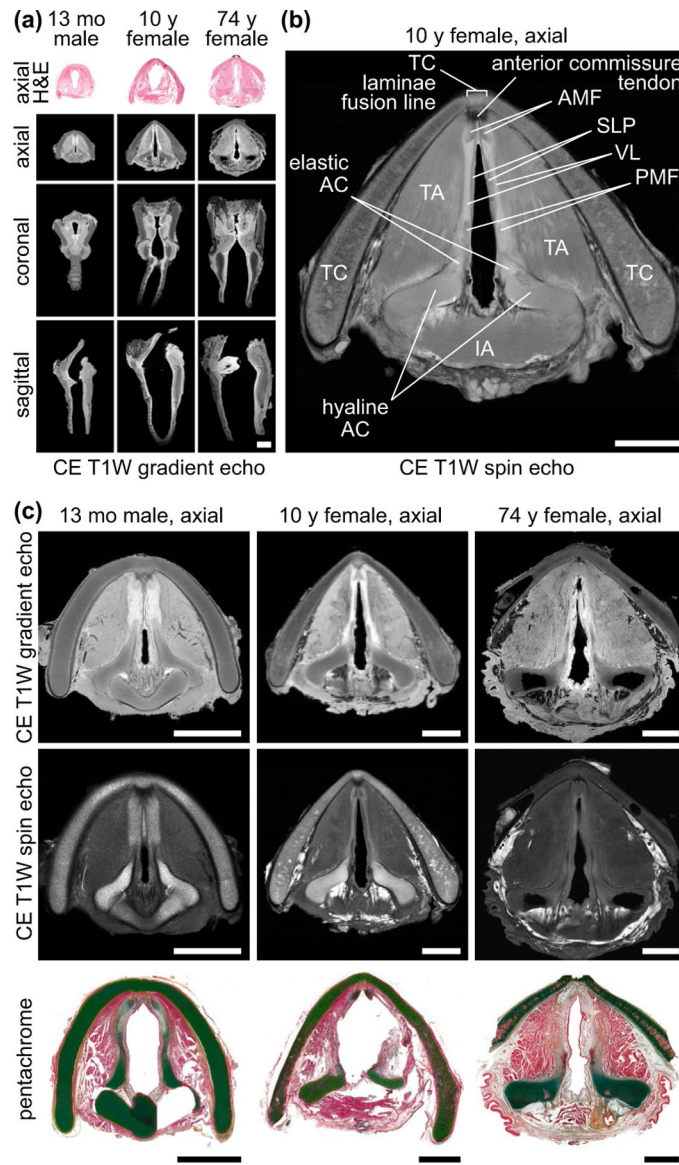 (a)
13 mo
male
10 y
female
74 y
female
axial
H&E
axial
coronal
sagittal
CE T1W gradient echo
(b)
10 y female, axial
TC
laminae
fusion line
anterior commissure
tendon
AMF
SLP
VL
PMF
elastic
AC
TA
TA
TC
TC
IA
hyaline
AC
CE T1W spin echo
(c)
13 mo male, axial
10 y female, axial
74 y female, axial
CE T1W gradient echo
CE T1W spin echo
pentachrome